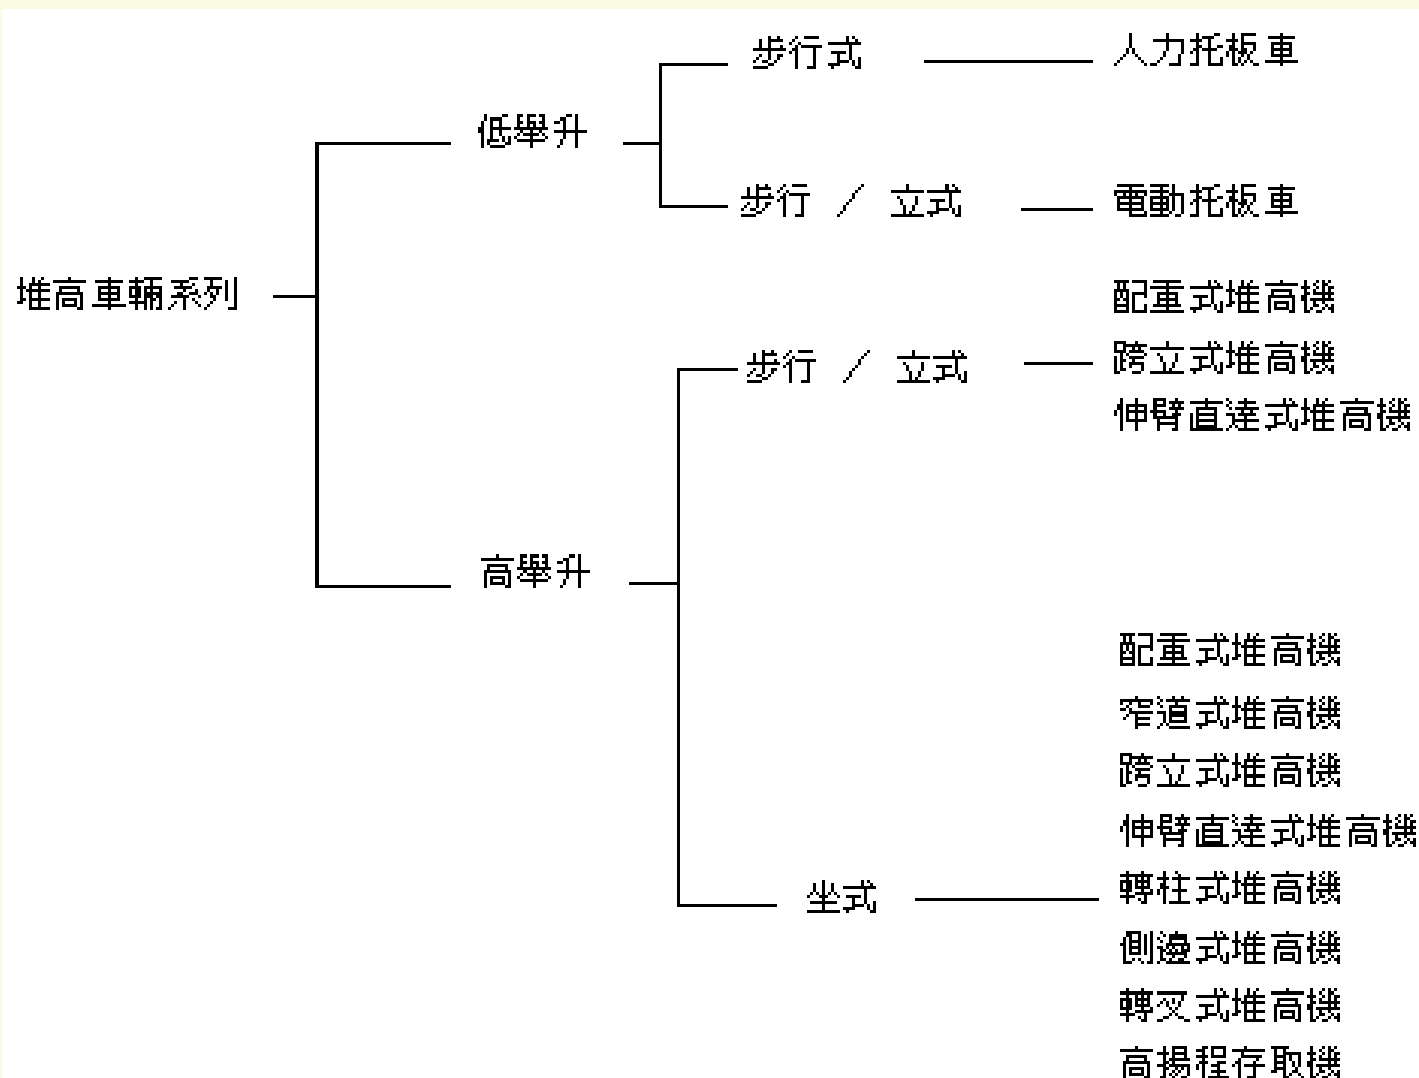 堆高車輛系列
低舉升
步行式
人力托板車
步行 / 立式
電動托板車
高舉升
步行 / 立式
配重式堆高機
跨立式堆高機
伸臂直達式堆高機
坐式
配重式堆高機
窄道式堆高機
跨立式堆高機
伸臂直達式堆高機
轉柱式堆高機
側邊式堆高機
轉叉式堆高機
高揚程存取機